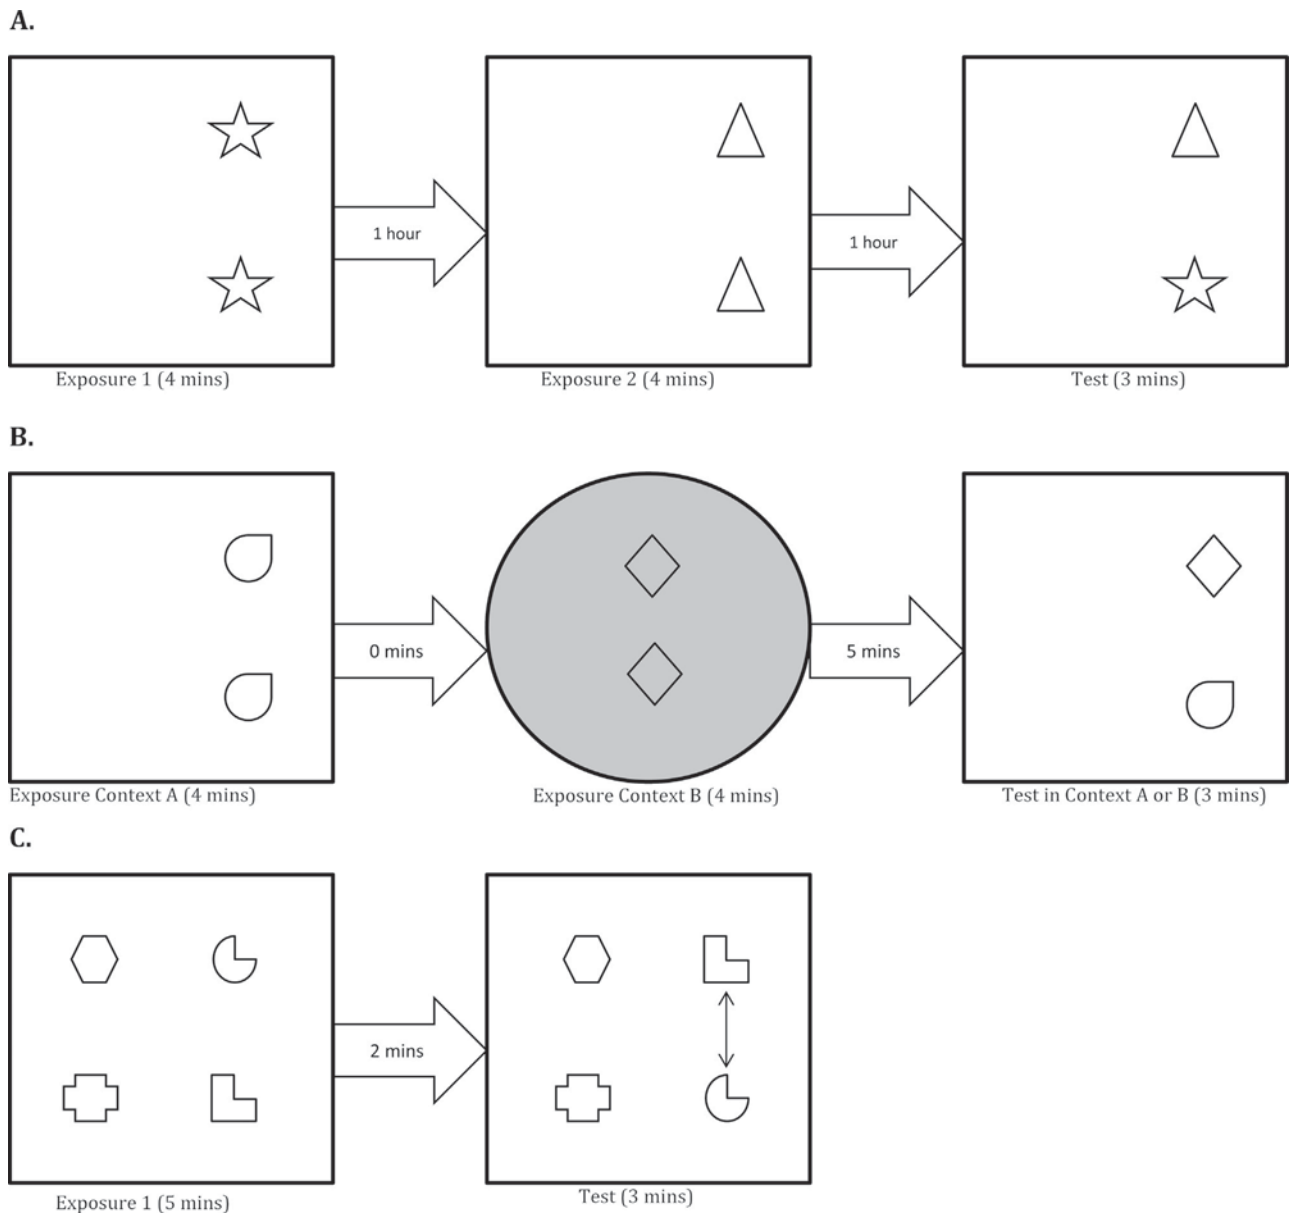 A.
1 hour
1 hour
Exposure 1 (4 mins)
Exposure 2 (4 mins)
Test (3 mins)
B.
0 mins
5 mins
Exposure Context A (4 mins)
Exposure Context B (4 mins)
Test in Context A or B (3 mins)
C.
2 mins
Exposure 1 (5 mins)
Test (3 mins)